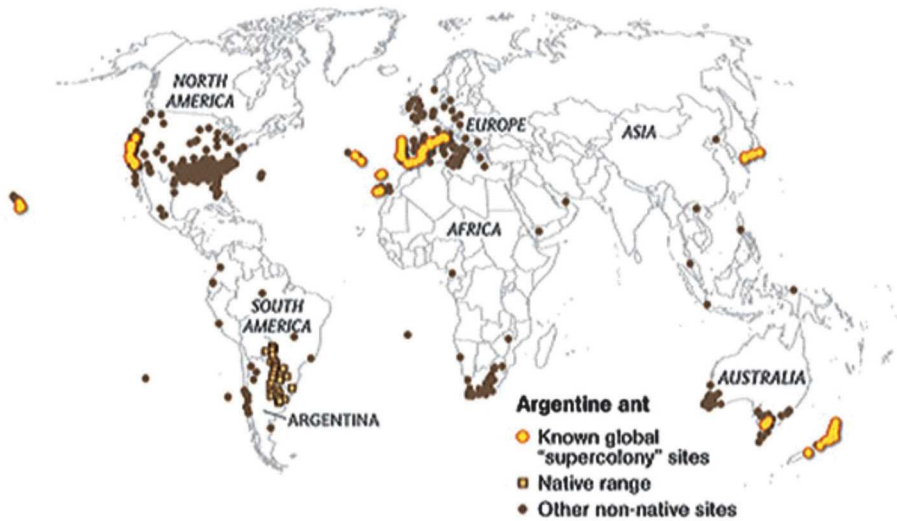 NORTH
AMERICA
EUROPE
ASIA
AFRICA
SOUTH
AMERICA
AUSTRALIA
ARGENTINA
Argentine ant
Known global
"supercolony" sites
Native range
Other non-native sites